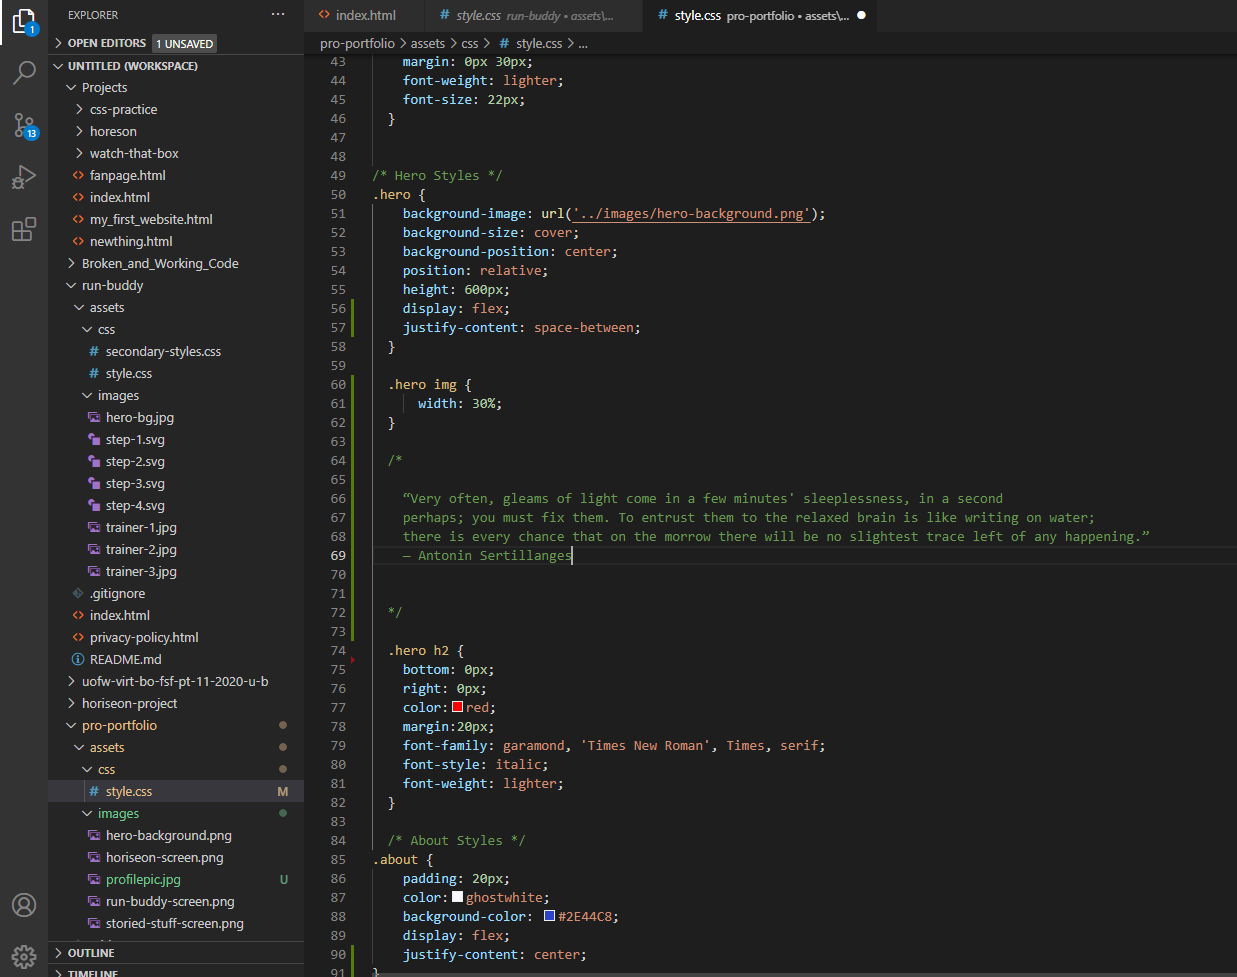 EXPLORER
···
OPEN EDITORS 1 UNSAVED
UNTITLED (WORKSPACE)
Projects
css-practice
horeson
watch-that-box
fanpage.html
index.html
my_first_website.html
newthing.html
Broken_and_Working_Code
run-buddy
assets
css
secondary-styles.css
style.css
images
hero-bg.jpg
step-1.svg
step-2.svg
step-3.svg
step-4.svg
trainer-1.jpg
trainer-2.jpg
trainer-3.jpg
.gitignore
index.html
privacy-policy.html
README.md
uofw-virt-bo-fsf-pt-11-2020-u-b
horiseon-project
pro-portfolio
assets
css
style.css M
images
hero-background.png
horiseon-screen.png
profilepic.jpg U
run-buddy-screen.png
storied-stuff-screen.png
OUTLINE
TIMELINE
1
13
<> index.html # style.css run-buddy • assets\... # style.css pro-portfolio • assets\... ●
pro-portfolio > assets > css > # style.css > ...
43 margin: 0px 30px;
44 font-weight: lighter;
45 font-size: 22px;
46 }
47
48
49 /* Hero Styles */
50 .hero {
51 background-image: url('../images/hero-background.png');
52 background-size: cover;
53 background-position: center;
54 position: relative;
55 height: 600px;
56 display: flex;
57 justify-content: space-between;
58 }
59
60 .hero img {
61 width: 30%;
62 }
63
64 /*
65
66 “Very often, gleams of light come in a few minutes' sleeplessness, in a second
67 perhaps; you must fix them. To entrust them to the relaxed brain is like writing on water;
68 there is every chance that on the morrow there will be no slightest trace left of any happening.”
69 — Antonin Sertillanges
70
71
72 */
73
74 .hero h2 {
75 bottom: 0px;
76 right: 0px;
77 color: red;
78 margin:20px;
79 font-family: garamond, 'Times New Roman', Times, serif;
80 font-style: italic;
81 font-weight: lighter;
82 }
83
84 /* About Styles */
85 .about {
86 padding: 20px;
87 color: ghostwhite;
88 background-color: #2E44C8;
89 display: flex;
90 justify-content: center;
91 }